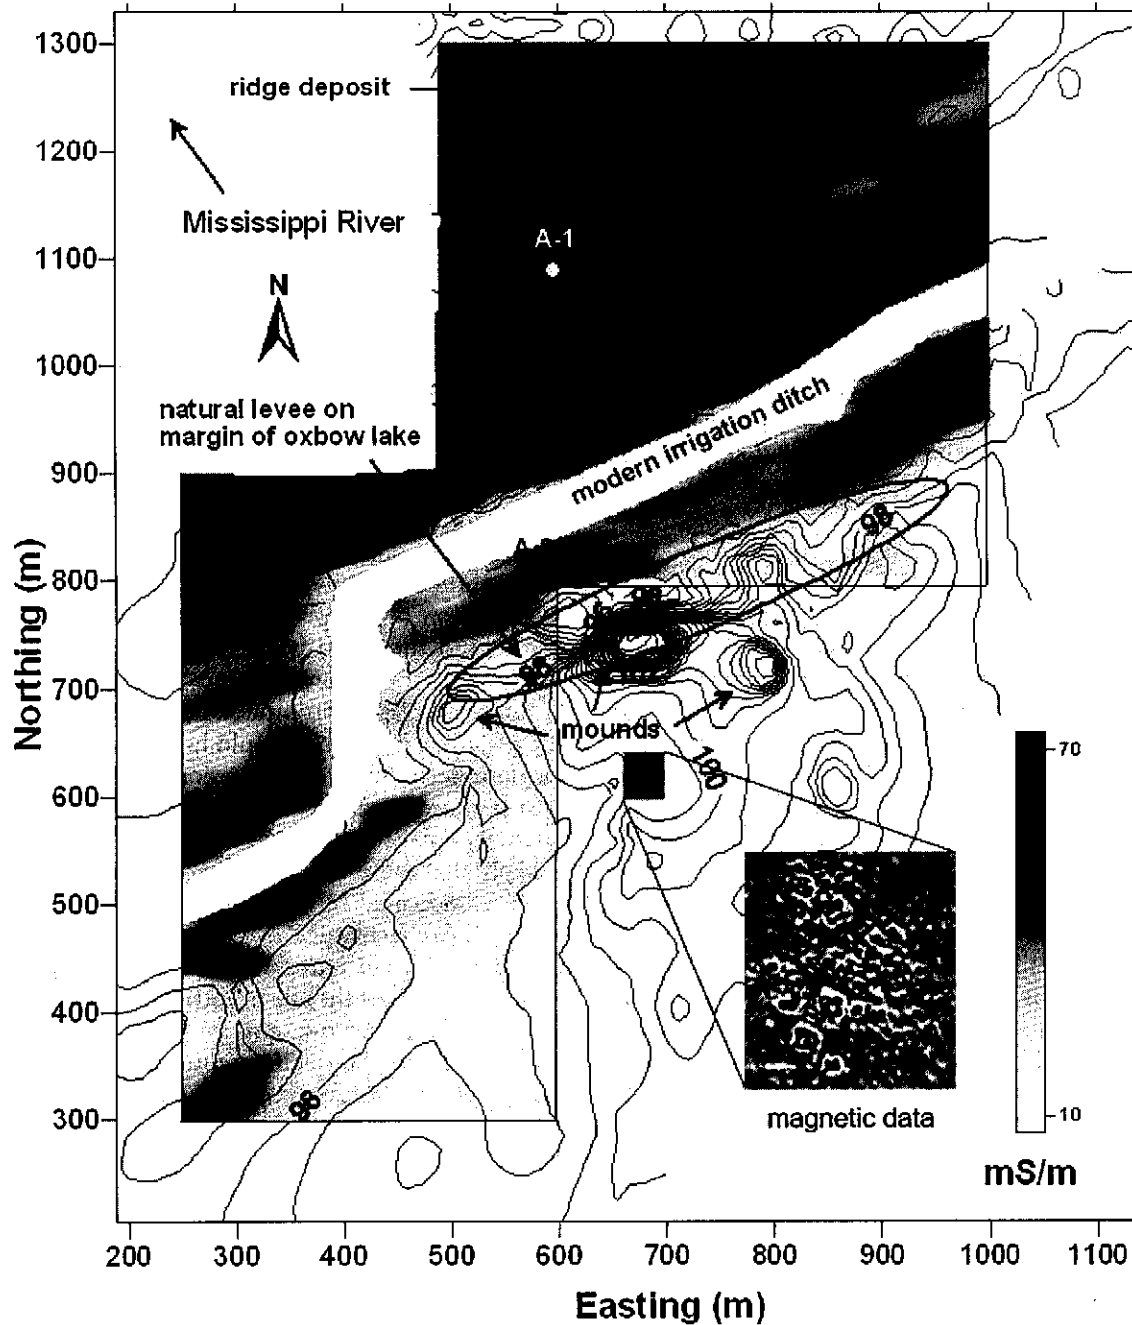 1300
ridge deposit
1200
Mississippi River
A-1
1100
N
1000
natural levee on
margin of oxbow lake
modern irrigation ditch
900
98
800
98
98
700
mounds
70
100
600
500
400
98
300
magnetic data
10
mS/m
200
300
400
500
600
700
800
900
1000
1100
Easting (m)
Northing (m)